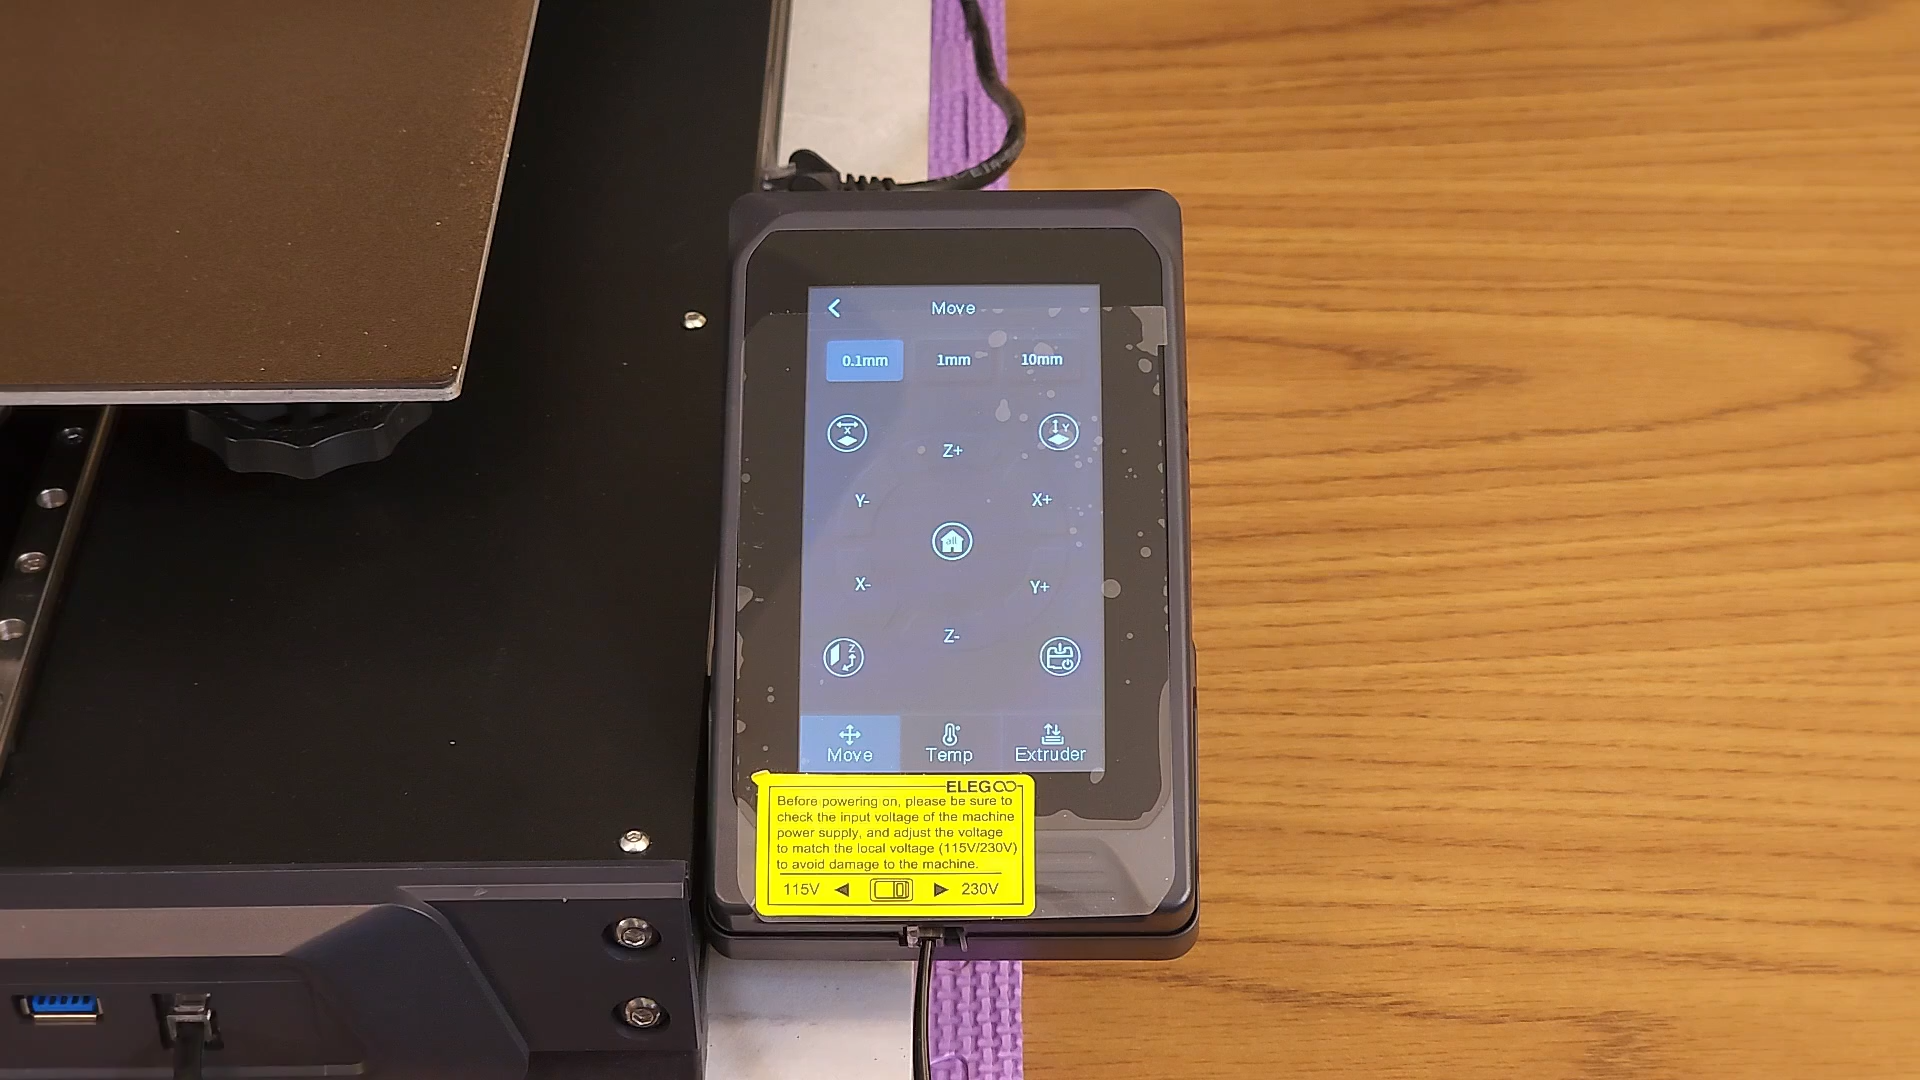 Move
0.1mm 1mm 10mm
X
Y
Z+
Y- X+
all
X- Y+
Z-
Z
Move Temp Extruder
ELEGOO
Before powering on, please be sure to
check the input voltage of the machine
power supply, and adjust the voltage
to match the local voltage (115V/230V)
to avoid damage to the machine.
115V 230V